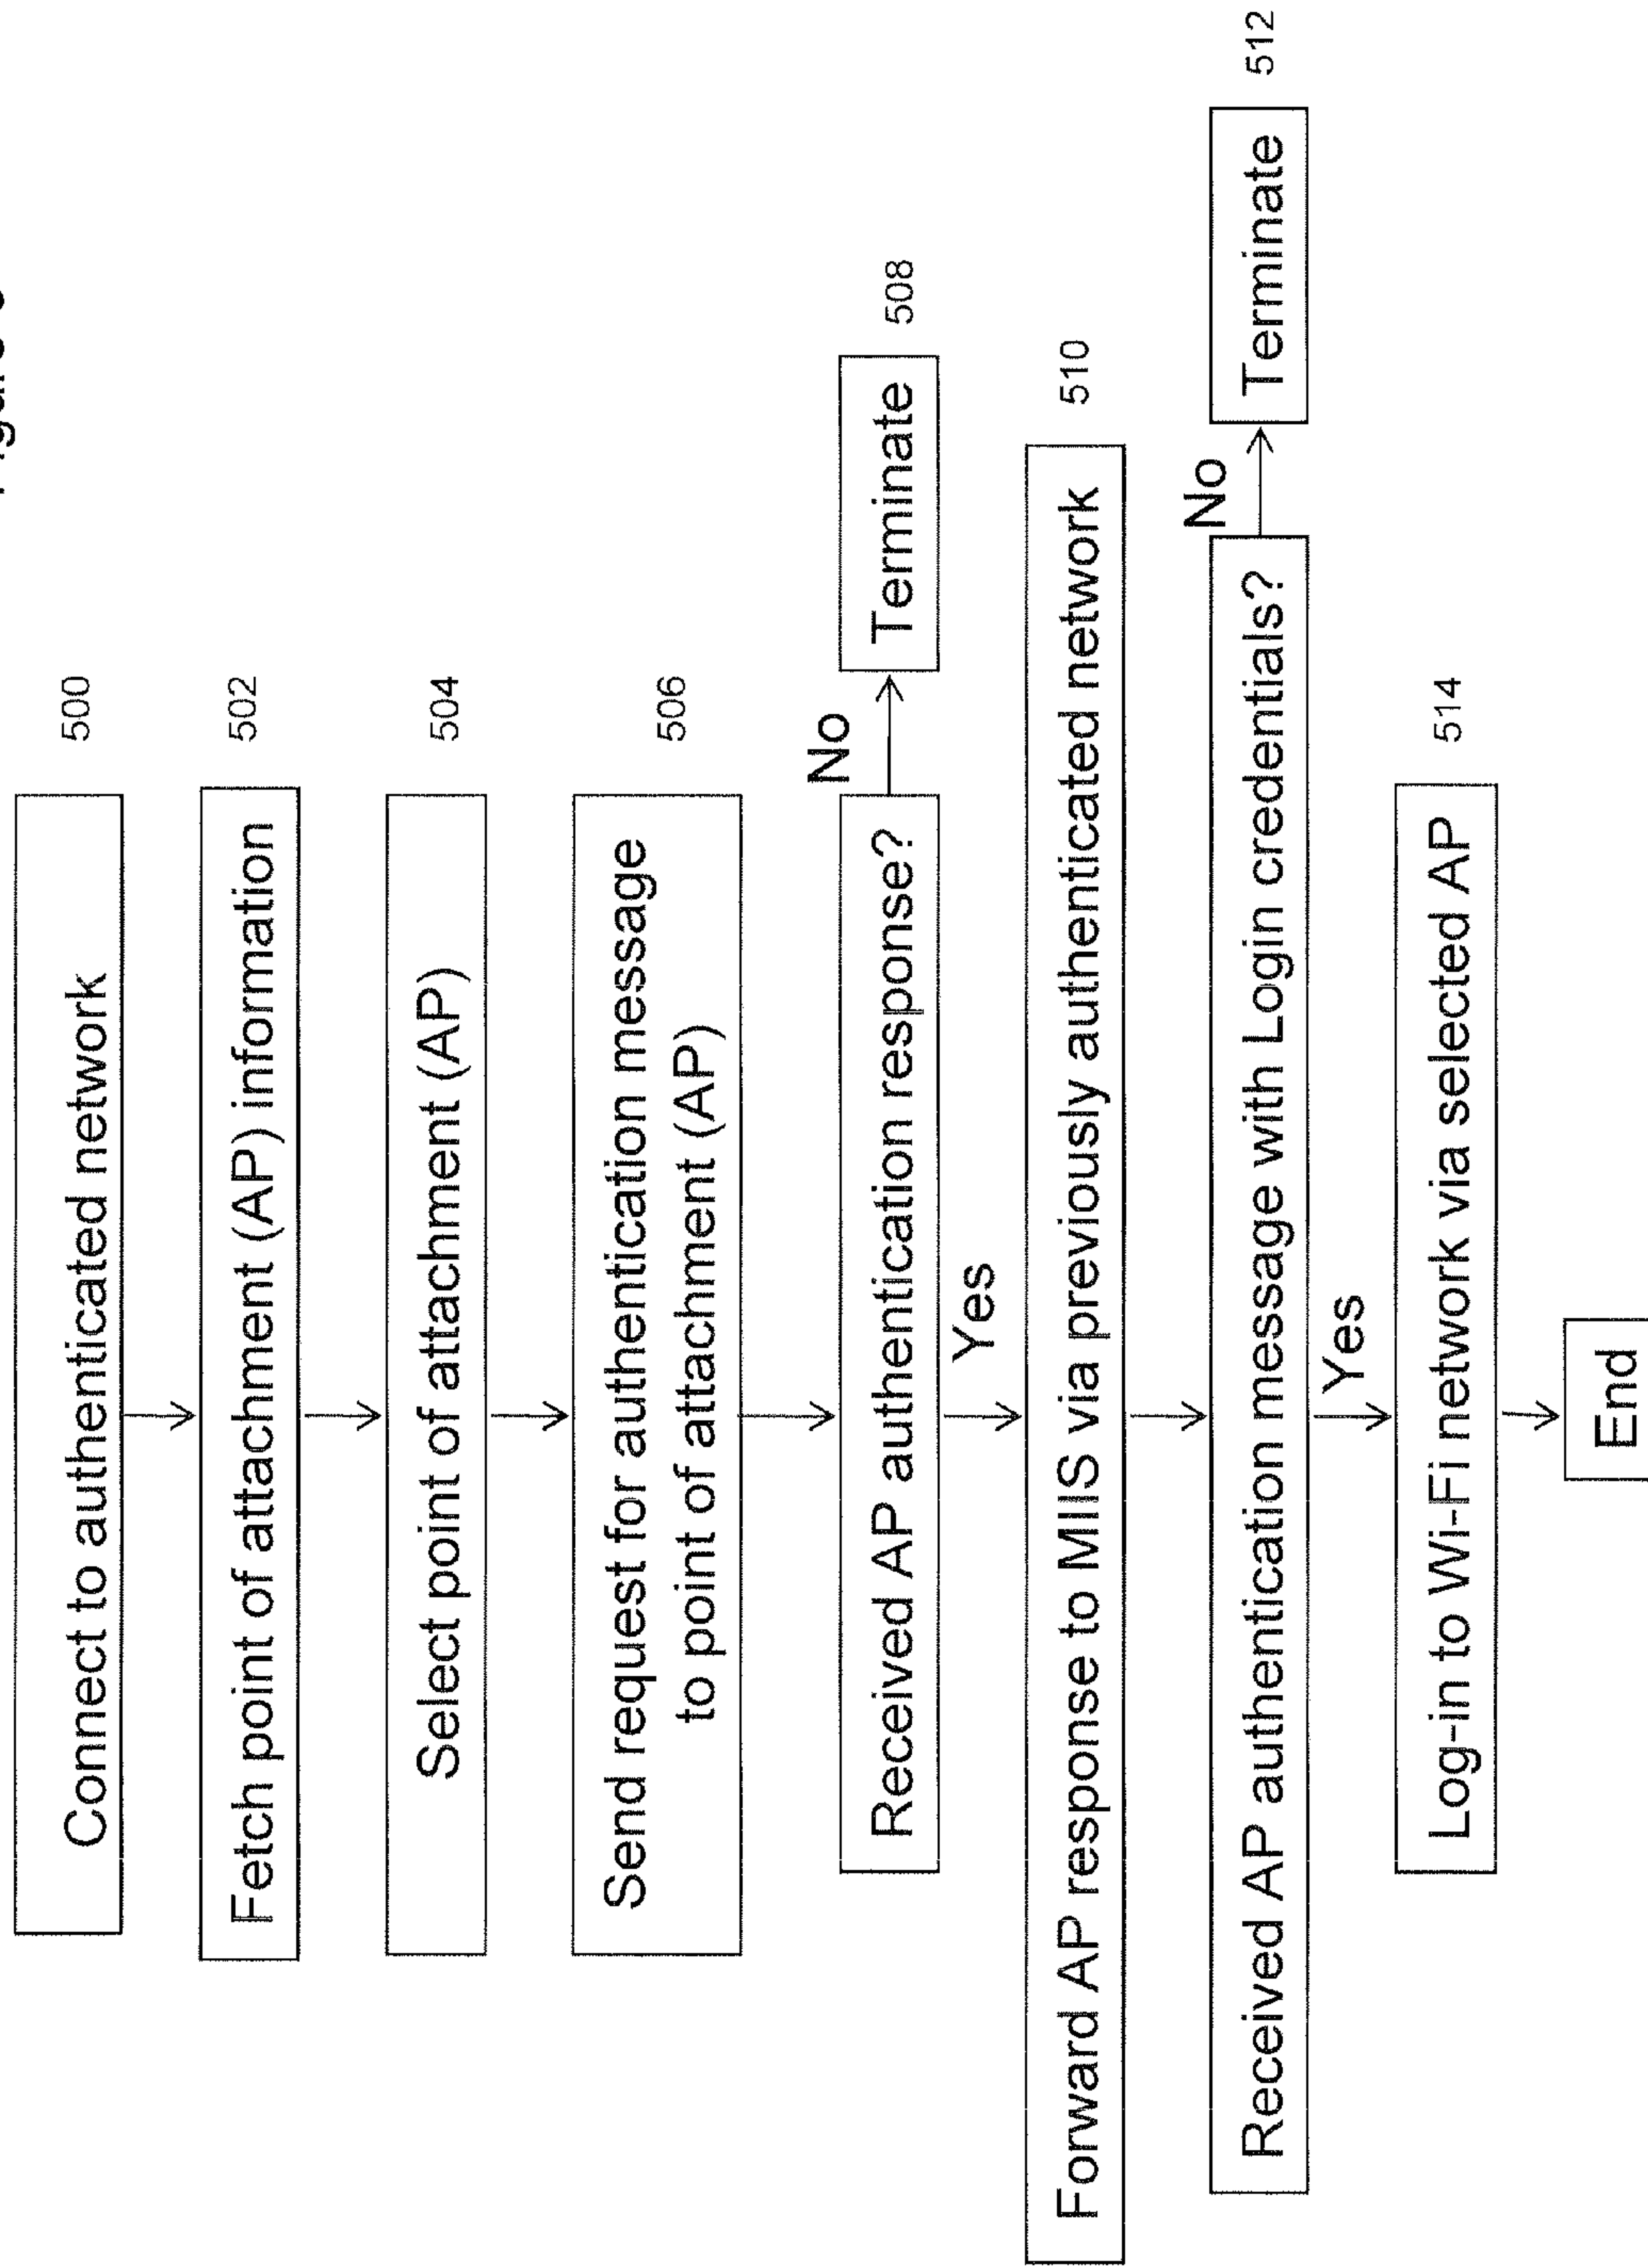 Connect to authenticated network
500
Fetch point of attachment (AP) information
502
Select point of attachment (AP)
504
Send request for authentication message
to point of attachment (AP)
506
Received AP authentication response?
No
Terminate
508
Yes
Forward AP response to MIIS via previously authenticated network
510
Received AP authentication message with Login credentials?
No
Terminate
512
Yes
Log-in to Wi-Fi network via selected AP
514
End